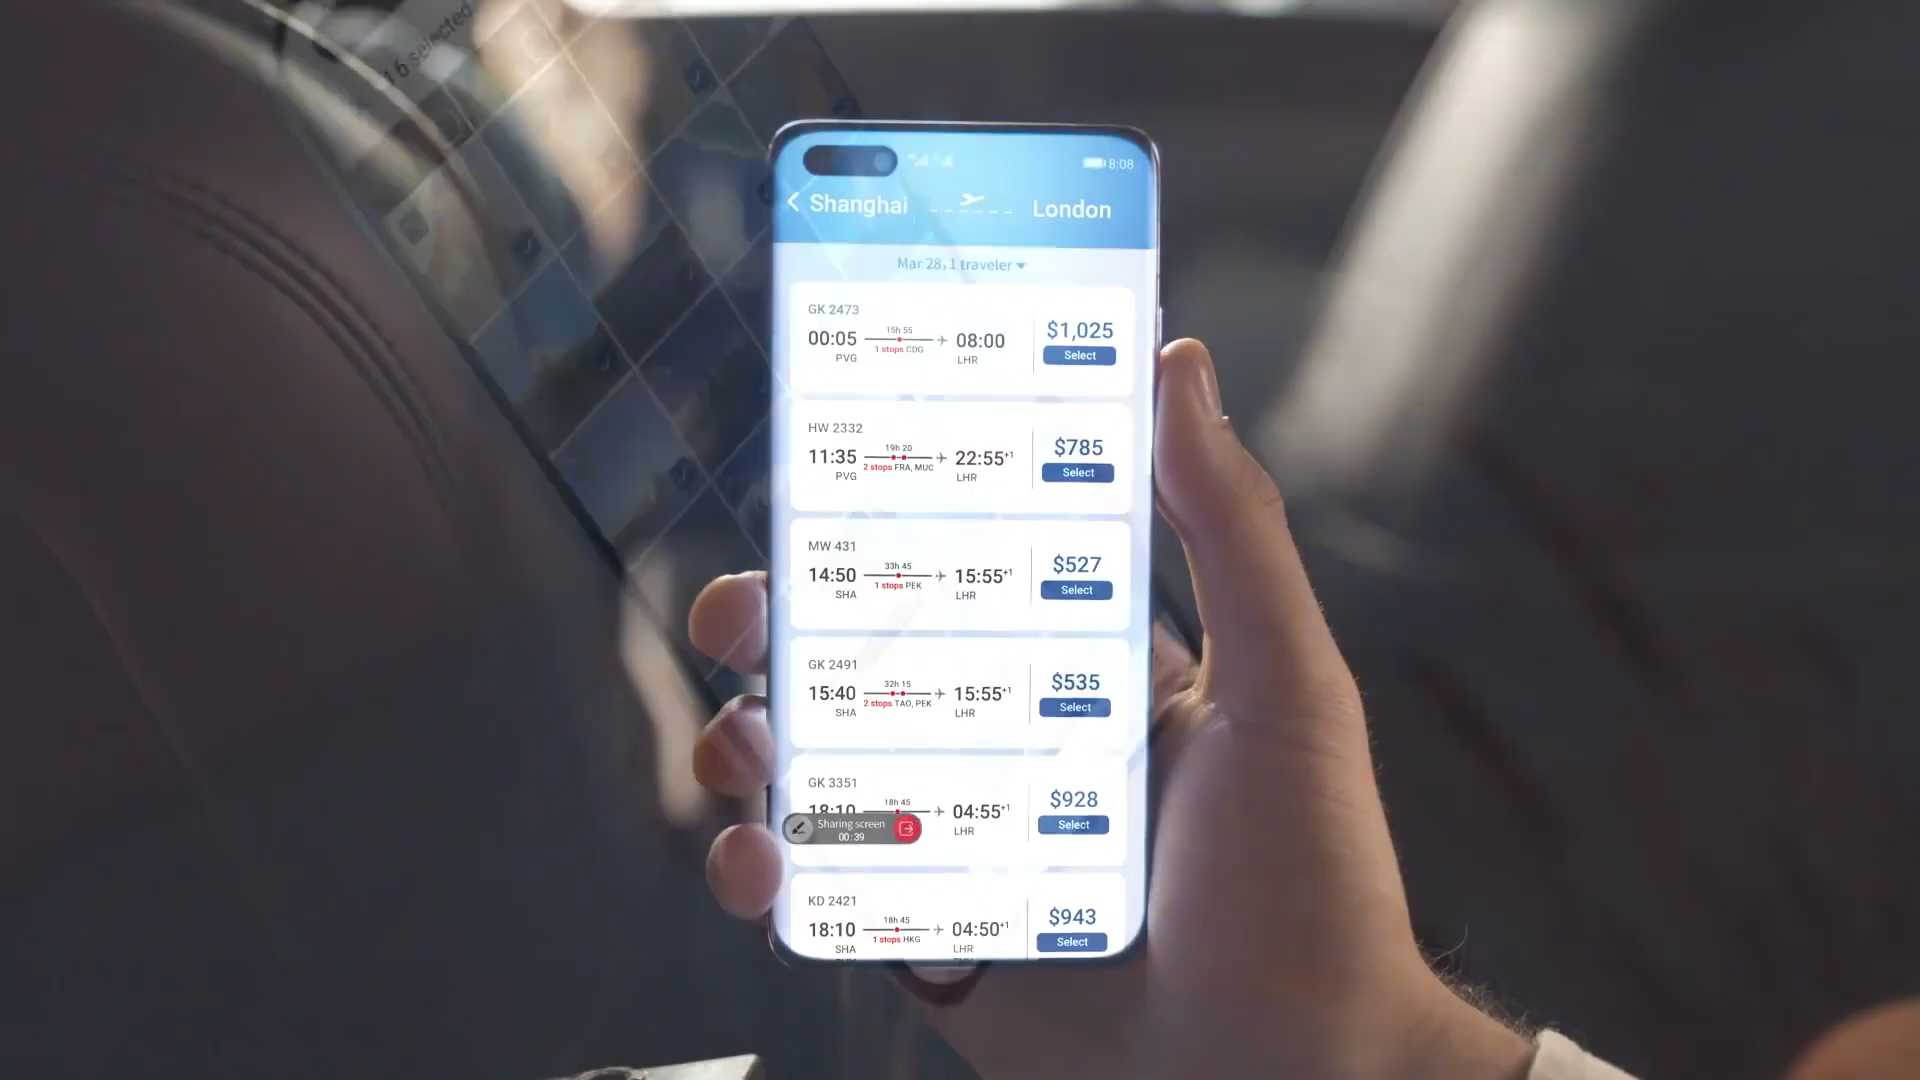 6 selected
8:08
Shanghai
London
Mar 28, 1 traveler
GK 2473
15h 55
00:05
08:00
1 stops CDG
PVG
LHR
$1,025
Select
HW 2332
19h 20
11:35
22:55+1
2 stops FRA, MUC
PVG
LHR
$785
Select
MW 431
33h 45
14:50
15:55+1
1 stops PEK
SHA
LHR
$527
Select
GK 2491
32h 15
15:40
15:55+1
2 stops TAO, PEK
SHA
LHR
$535
Select
GK 3351
18h 45
18:10
04:55+1
LHR
$928
Select
Sharing screen
00:39
KD 2421
18h 45
18:10
04:50+1
1 stops HKG
SHA
LHR
$943
Select